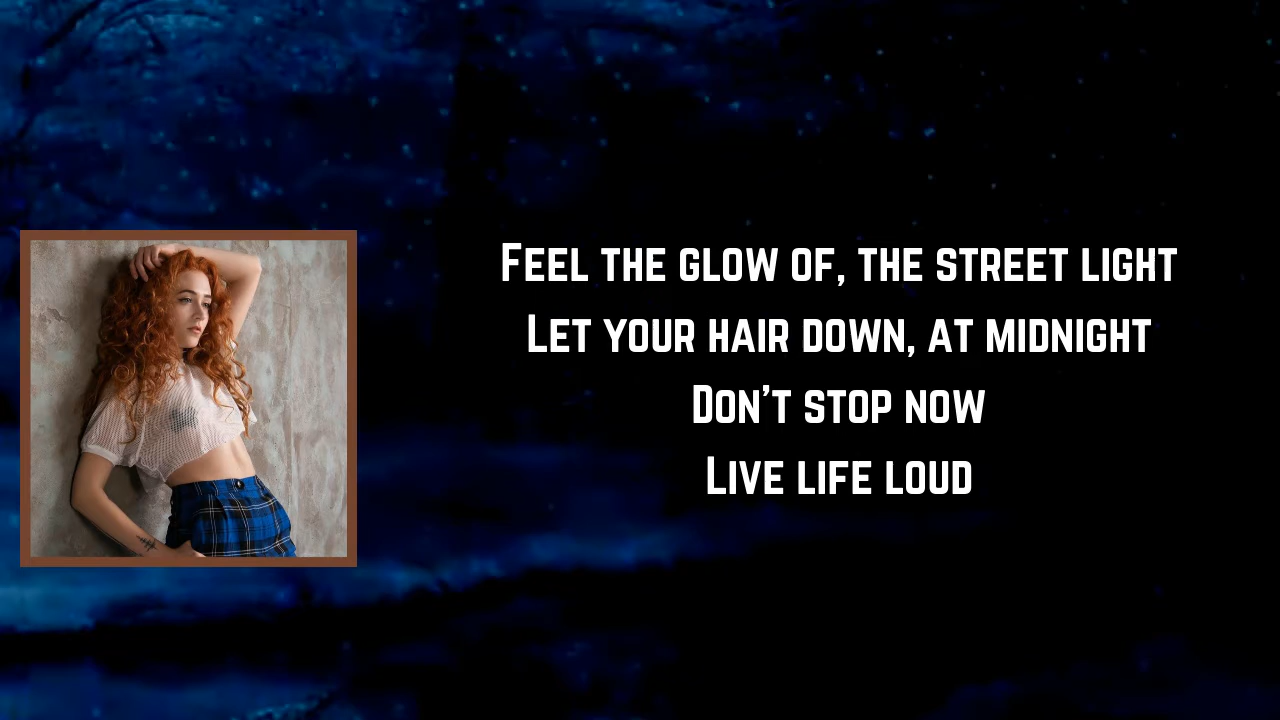 Feel the glow of, the street light
Let your hair down, at midnight
Don't stop now
Live life loud